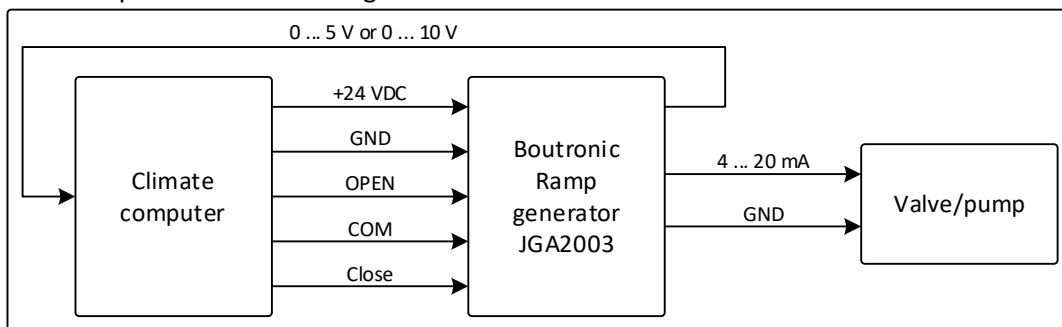 0 ... 5 V or 0 ... 10 V
Climate
computer
+24 VDC
GND
OPEN
COM
Close
Boutronic
Ramp
generator
JGA2003
4 ... 20 mA
GND
Valve/pump